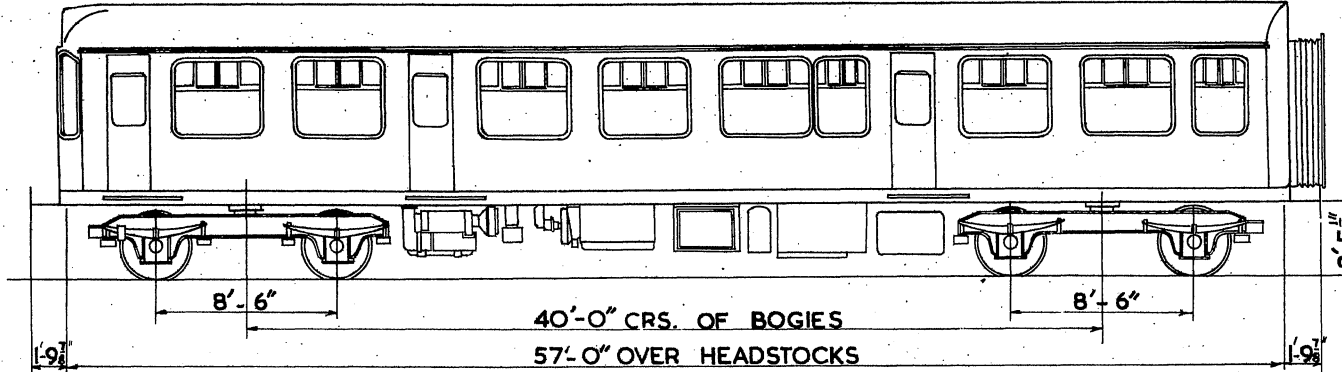 8'-6"
8'-6"
40'-0" CRS. OF BOGIES
1'-9⅞"
57'-0" OVER HEADSTOCKS
1'-9⅞"